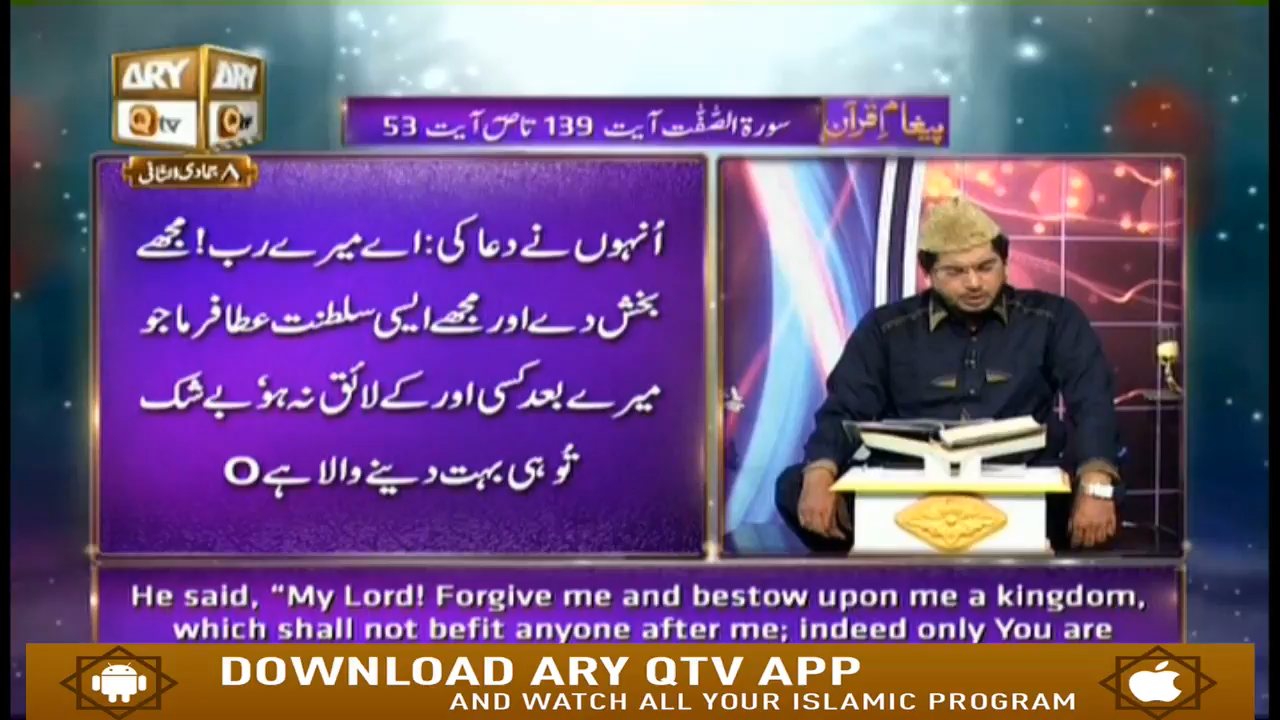 ARY ARY
Qtv Qtv
پیغامِ قرآن سورۃ الصّٰفّٰت آیت 139 تا صٓ آیت 53
۸ جمادی الثانی
اُنہوں نے دعا کی: اے میرے رب! مجھے
بخش دے اور مجھے ایسی سلطنت عطا فرما جو
میرے بعد کسی اور کے لائق نہ ہو ٗ بے شک
تُو ہی بہت دینے والا ہے O
He said, “My Lord! Forgive me and bestow upon me a kingdom,
which shall not befit anyone after me; indeed only You are
DOWNLOAD ARY QTV APP
AND WATCH ALL YOUR ISLAMIC PROGRAM